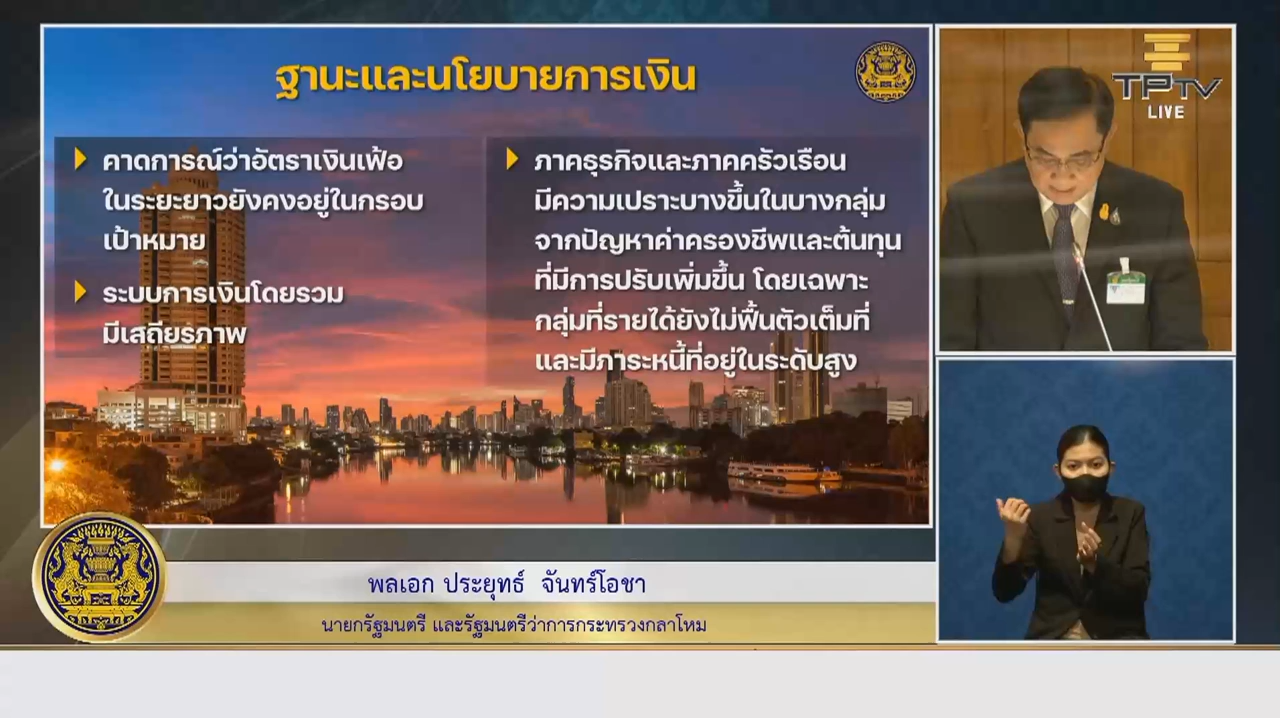 ฐานะและนโยบายการเงิน
คาดการณ์ว่าอัตราเงินเฟ้อ
ในระยะยาวยังคงอยู่ในกรอบ
เป้าหมาย
ระบบการเงินโดยรวม
มีเสถียรภาพ
ภาคธุรกิจและภาคครัวเรือน
มีความเปราะบางขึ้นในบางกลุ่ม
จากปัญหาค่าครองชีพและต้นทุน
ที่มีการปรับเพิ่มขึ้น โดยเฉพาะ
กลุ่มที่รายได้ยังไม่ฟื้นตัวเต็มที่
และมีภาระหนี้ที่อยู่ในระดับสูง
TPTV
LIVE
พลเอก ประยุทธ์ จันทร์โอชา
นายกรัฐมนตรี และรัฐมนตรีว่าการกระทรวงกลาโหม